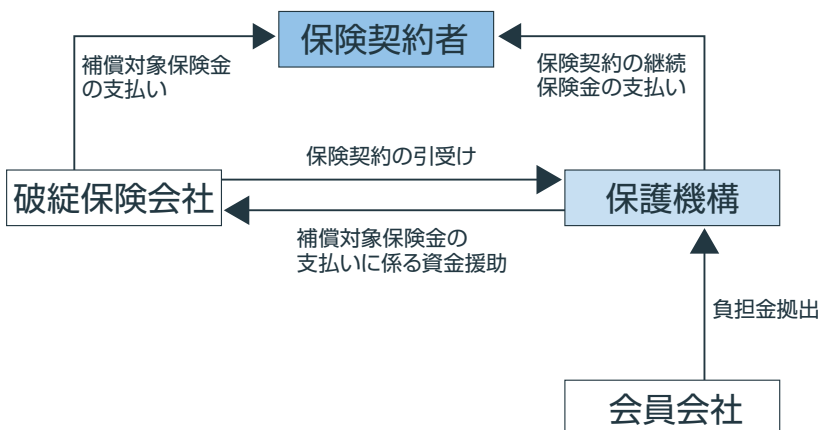 保険契約者
補償対象保険金
の支払い
保険契約の継続
保険金の支払い
保険契約の引受け
破綻保険会社
保護機構
補償対象保険金の
支払いに係る資金援助
負担金拠出
会員会社